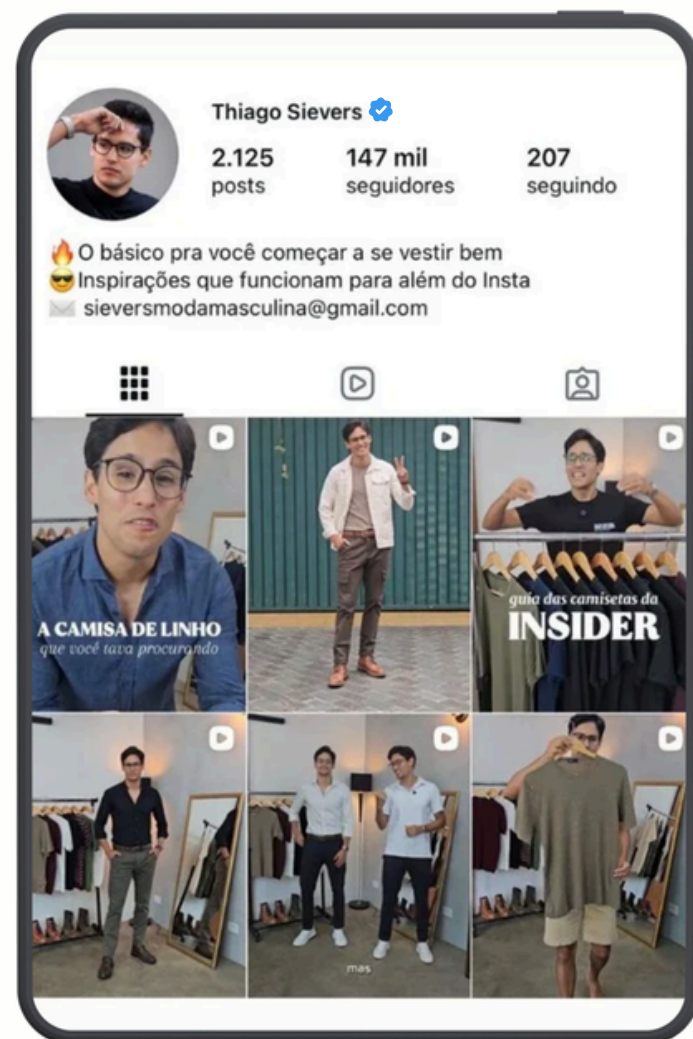 Thiago Sievers
2.125 147 mil 207
posts seguidores seguindo
🔥O básico pra você começar a se vestir bem
😎Inspirações que funcionam para além do Insta
✉️ sieversmodamasculina@gmail.com
A CAMISA DE LINHO
que você tava procurando
guia das camisetas da
INSIDER
mas